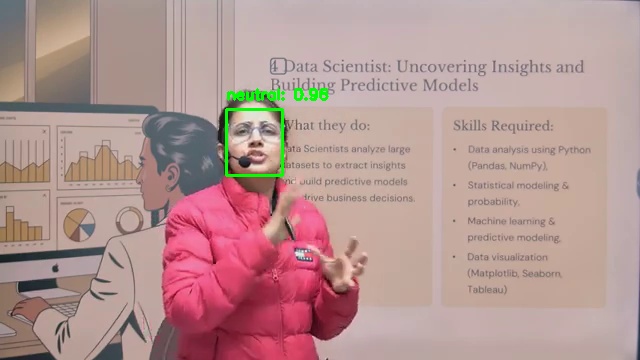 4 Data Scientist: Uncovering Insights and
Building Predictive Models
neutral: 0.96
What they do:
Data Scientists analyze large
datasets to extract insights
and build predictive models
drive business decisions.
Skills Required:
Data analysis using Python
(Pandas, NumPy),
Statistical modeling &
probability,
Machine learning &
predictive modeling,
Data visualization
(Matplotlib, Seaborn,
Tableau)